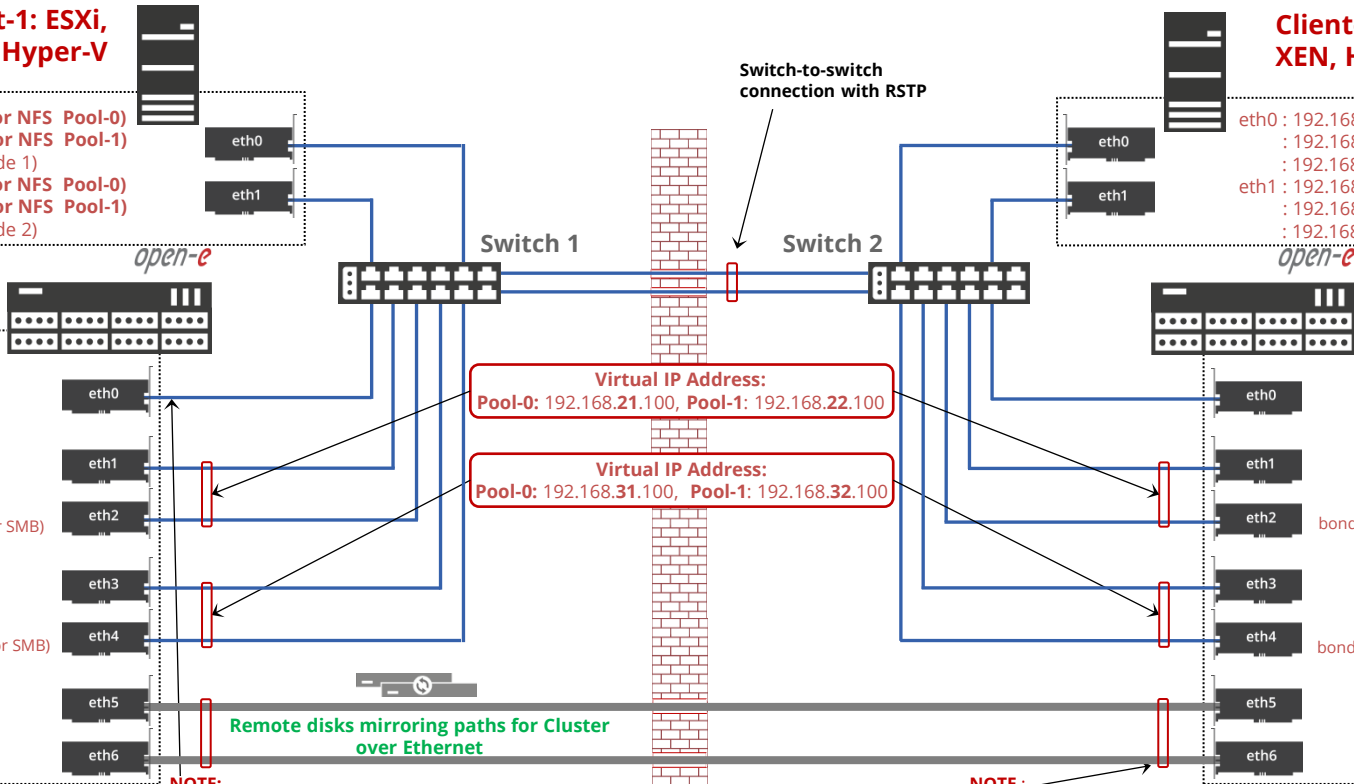 t-1: ESXi,
Hyper-V
Client
XEN, H
Switch-to-switch
connection with RSTP
or NFS Pool-0)
or NFS Pool-1)
de 1)
or NFS Pool-0)
or NFS Pool-1)
de 2)
eth0
eth1
eth0
eth1
eth0 : 192.168
: 192.168
: 192.168
eth1 : 192.168
: 192.168
: 192.168
open-e
Switch 1
Switch 2
open-e
eth0
eth1
eth2
r SMB)
eth3
eth4
or SMB)
eth5
eth6
Virtual IP Address:
Pool-0: 192.168.21.100, Pool-1: 192.168.22.100
Virtual IP Address:
Pool-0: 192.168.31.100, Pool-1: 192.168.32.100
eth0
eth1
eth2
bond
eth3
eth4
bond
eth5
eth6
Remote disks mirroring paths for Cluster
over Ethernet
NOTE:
NOTE :